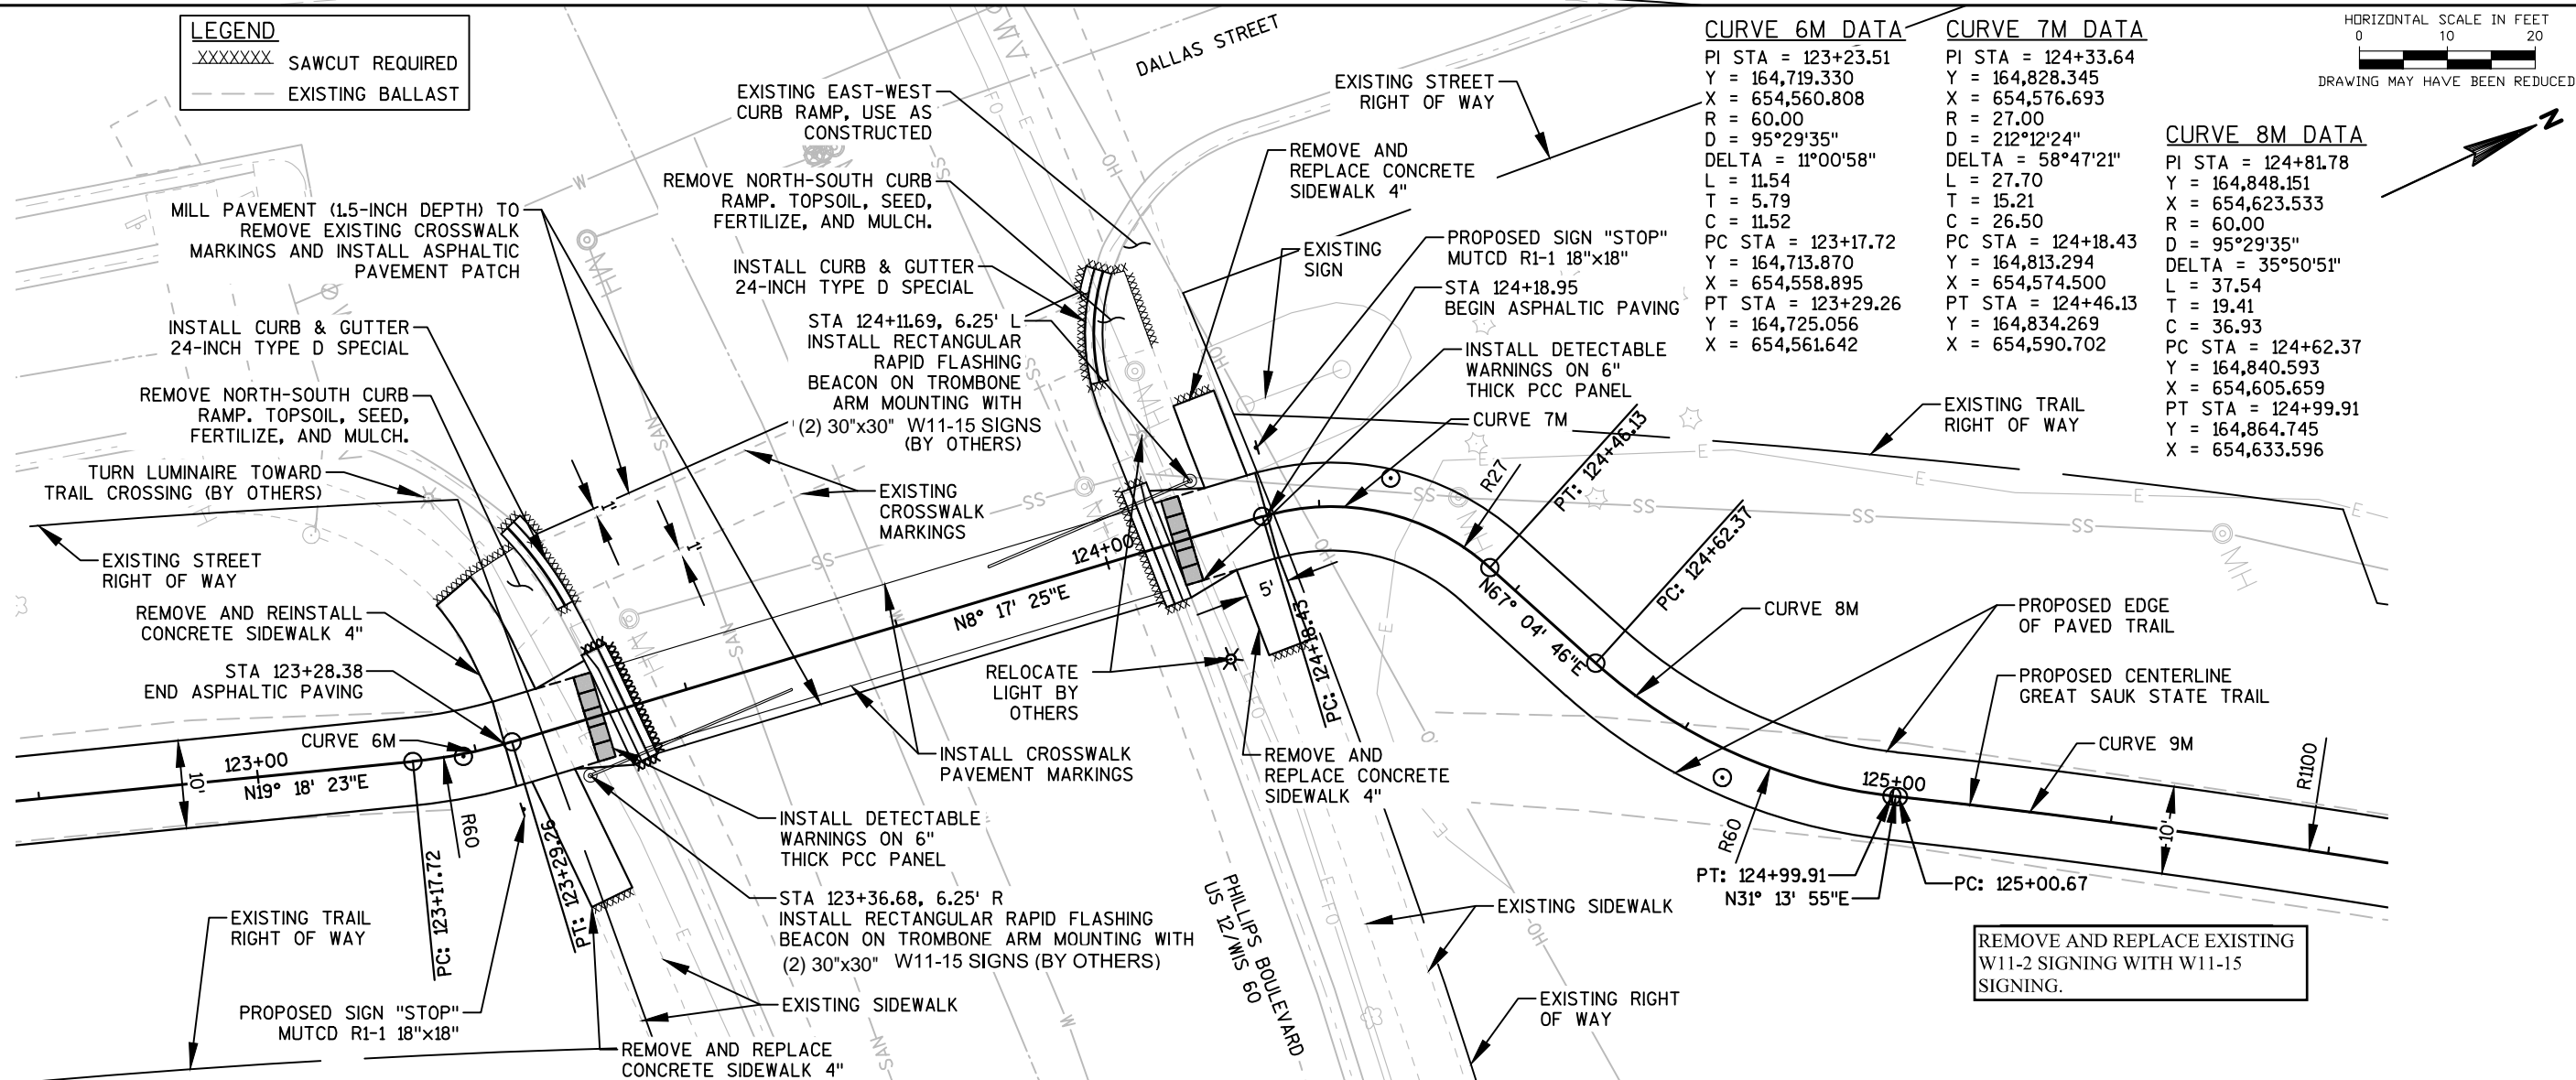 LEGEND
XXXXXXX SAWCUT REQUIRED
EXISTING BALLAST
DALLAS STREET
HORIZONTAL SCALE IN FEET
0 10 20
DRAWING MAY HAVE BEEN REDUCED
N
CURVE 6M DATA
PI STA = 123+23.51
Y = 164,719.330
X = 654,560.808
R = 60.00
D = 95°29'35"
DELTA = 11°00'58"
L = 11.54
T = 5.79
C = 11.52
PC STA = 123+17.72
Y = 164,713.870
X = 654,558.895
PT STA = 123+29.26
Y = 164,725.056
X = 654,561.642
CURVE 7M DATA
PI STA = 124+33.64
Y = 164,828.345
X = 654,576.693
R = 27.00
D = 212°12'24"
DELTA = 58°47'21"
L = 27.70
T = 15.21
C = 26.50
PC STA = 124+18.43
Y = 164,813.294
X = 654,574.500
PT STA = 124+46.13
Y = 164,834.269
X = 654,590.702
CURVE 8M DATA
PI STA = 124+81.78
Y = 164,848.151
X = 654,623.533
R = 60.00
D = 95°29'35"
DELTA = 35°50'51"
L = 37.54
T = 19.41
C = 36.93
PC STA = 124+62.37
Y = 164,840.593
X = 654,605.659
PT STA = 124+99.91
Y = 164,864.745
X = 654,633.596
MILL PAVEMENT (1.5-INCH DEPTH) TO
REMOVE EXISTING CROSSWALK
MARKINGS AND INSTALL ASPHALTIC
PAVEMENT PATCH
INSTALL CURB & GUTTER
24-INCH TYPE D SPECIAL
REMOVE NORTH-SOUTH CURB
RAMP. TOPSOIL, SEED,
FERTILIZE, AND MULCH.
TURN LUMINAIRE TOWARD
TRAIL CROSSING (BY OTHERS)
EXISTING STREET
RIGHT OF WAY
REMOVE AND REINSTALL
CONCRETE SIDEWALK 4"
STA 123+28.38
END ASPHALTIC PAVING
CURVE 6M
123+00
N19° 18' 23"E
10'
R60
PC: 123+17.72
PT: 123+29.26
EXISTING TRAIL
RIGHT OF WAY
PROPOSED SIGN "STOP"
MUTCD R1-1 18"x18"
REMOVE AND REPLACE
CONCRETE SIDEWALK 4"
EXISTING EAST-WEST
CURB RAMP, USE AS
CONSTRUCTED
REMOVE NORTH-SOUTH CURB
RAMP. TOPSOIL, SEED,
FERTILIZE, AND MULCH.
INSTALL CURB & GUTTER
24-INCH TYPE D SPECIAL
STA 124+11.69, 6.25' L
INSTALL RECTANGULAR
RAPID FLASHING
BEACON ON TROMBONE
ARM MOUNTING WITH
(2) 30"x30" W11-15 SIGNS
(BY OTHERS)
EXISTING
CROSSWALK
MARKINGS
1'
1'
124+00
N8° 17' 25"E
RELOCATE
LIGHT BY
OTHERS
INSTALL CROSSWALK
PAVEMENT MARKINGS
INSTALL DETECTABLE
WARNINGS ON 6"
THICK PCC PANEL
STA 123+36.68, 6.25' R
INSTALL RECTANGULAR RAPID FLASHING
BEACON ON TROMBONE ARM MOUNTING WITH
(2) 30"x30" W11-15 SIGNS (BY OTHERS)
EXISTING SIDEWALK
EXISTING STREET
RIGHT OF WAY
REMOVE AND
REPLACE CONCRETE
SIDEWALK 4"
EXISTING
SIGN
PROPOSED SIGN "STOP"
MUTCD R1-1 18"x18"
STA 124+18.95
BEGIN ASPHALTIC PAVING
INSTALL DETECTABLE
WARNINGS ON 6"
THICK PCC PANEL
CURVE 7M
R27
PT: 124+46.13
PC: 124+62.37
N67° 04' 46"E
5'
PC: 124+18.43
REMOVE AND
REPLACE CONCRETE
SIDEWALK 4"
PHILLIPS BOULEVARD
US 12/WIS 60
EXISTING SIDEWALK
EXISTING RIGHT
OF WAY
EXISTING TRAIL
RIGHT OF WAY
CURVE 8M
PROPOSED EDGE
OF PAVED TRAIL
PROPOSED CENTERLINE
GREAT SAUK STATE TRAIL
CURVE 9M
125+00
R60
10'
R1100
PT: 124+99.91
N31° 13' 55"E
PC: 125+00.67
REMOVE AND REPLACE EXISTING
W11-2 SIGNING WITH W11-15
SIGNING.
W
MH
SAN
SS
MH
FO
E
OH
MH
SS